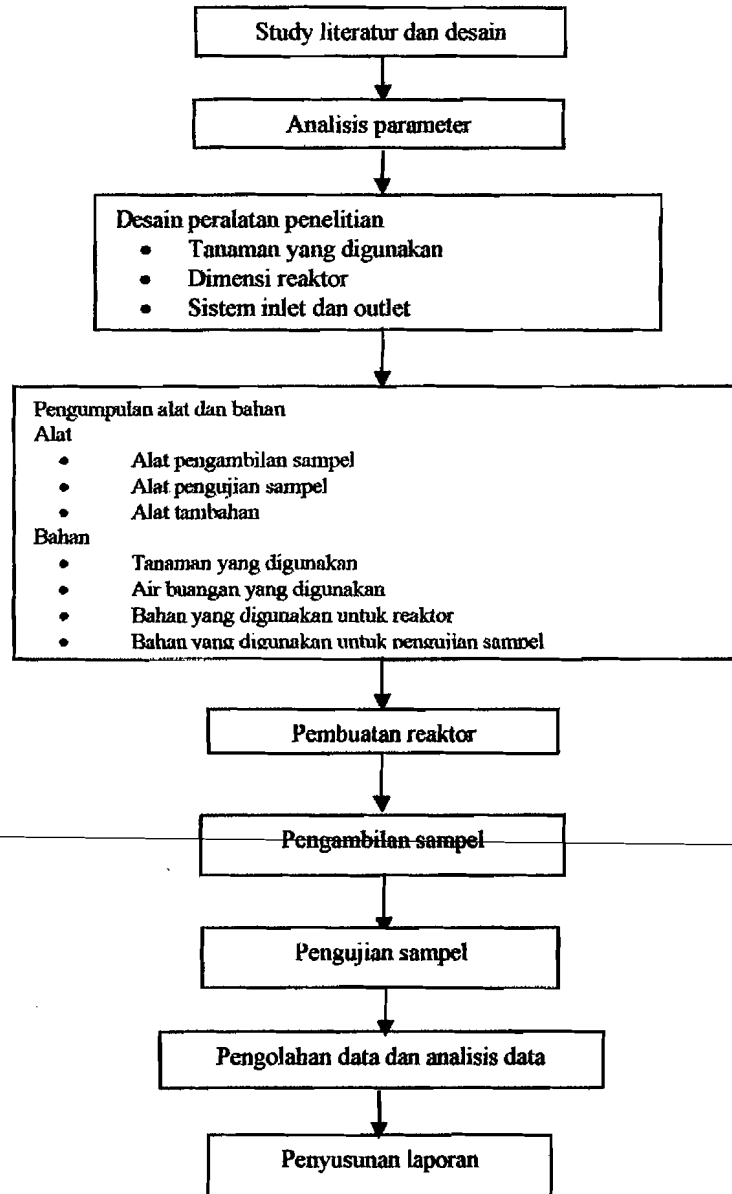 Study literatur dan desain
Analisis parameter
Desain peralatan penelitian
• Tanaman yang digunakan
• Dimensi reaktor
• Sistem inlet dan outlet
Pengumpulan alat dan bahan
Alat
• Alat pengambilan sampel
• Alat pengujian sampel
• Alat tambahan
Bahan
• Tanaman yang digunakan
• Air buangan yang digunakan
• Bahan yang digunakan untuk reaktor
• Bahan yang digunakan untuk pengujian sampel
Pembuatan reaktor
Pengambilan sampel
Pengujian sampel
Pengolahan data dan analisis data
Penyusunan laporan